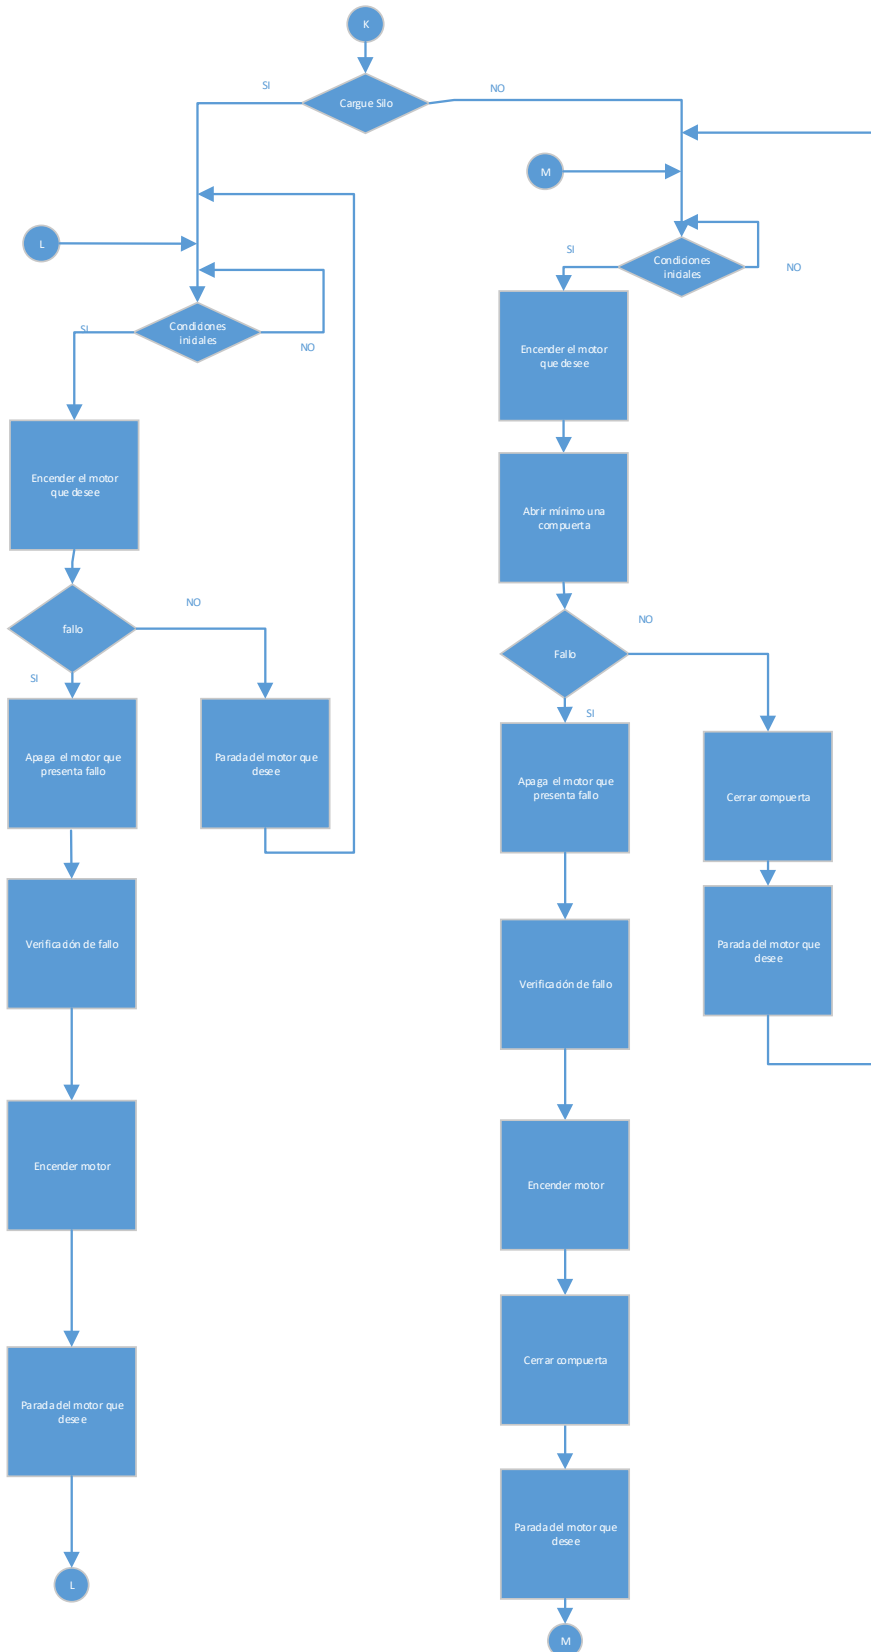 K
Cargue Silo
SI
NO
M
L
Condiciones
iniciales
SI
NO
Condiciones
iniciales
SI
NO
Encender el motor
que desee
Encender el motor
que desee
Abrir mínimo una
compuerta
fallo
NO
SI
Fallo
NO
SI
Apaga el motor que
presenta fallo
Parada del motor que
desee
Apaga el motor que
presenta fallo
Cerrar compuerta
Verificación de fallo
Parada del motor que
desee
Verificación de fallo
Encender motor
Encender motor
Cerrar compuerta
Parada del motor que
desee
Parada del motor que
desee
L
M